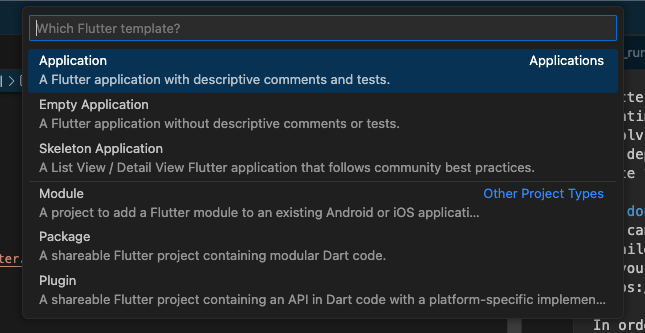 Which Flutter template?
Application
Applications
A Flutter application with descriptive comments and tests.
Empty Application
A Flutter application without descriptive comments or tests.
Skeleton Application
A List View / Detail View Flutter application that follows community best practices.
Module
Other Project Types
A project to add a Flutter module to an existing Android or iOS applicati...
Package
A shareable Flutter project containing modular Dart code.
Plugin
A shareable Flutter project containing an API in Dart code with a platform-specific implemen...
In orde